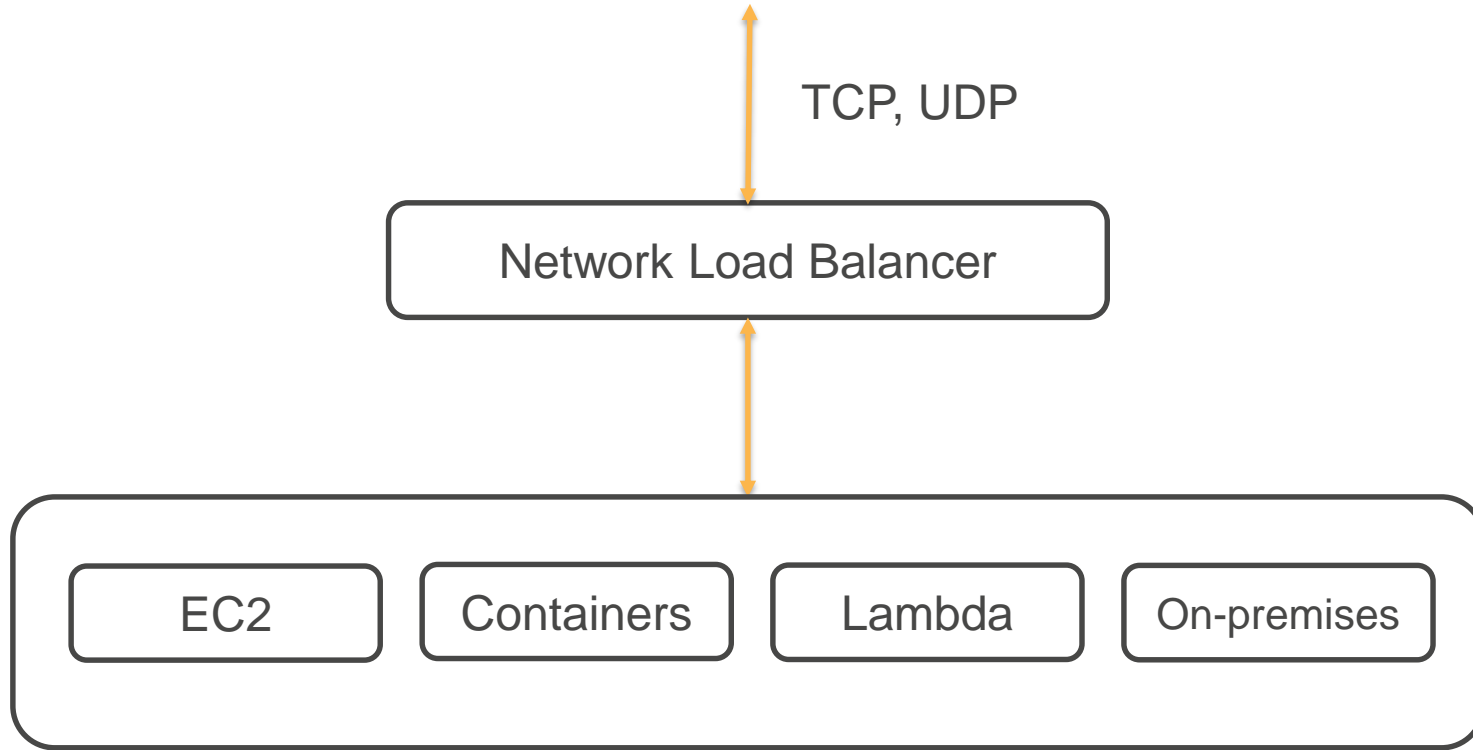 TCP, UDP
Network Load Balancer
EC2
Containers
Lambda
On-premises